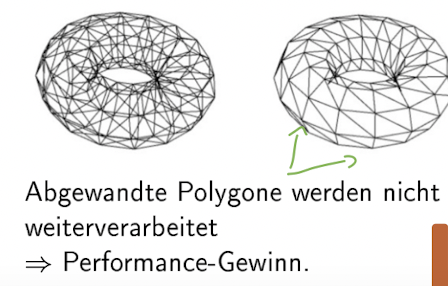 Abgewandte Polygone werden nicht
weiterverarbeitet
⇒ Performance-Gewinn.